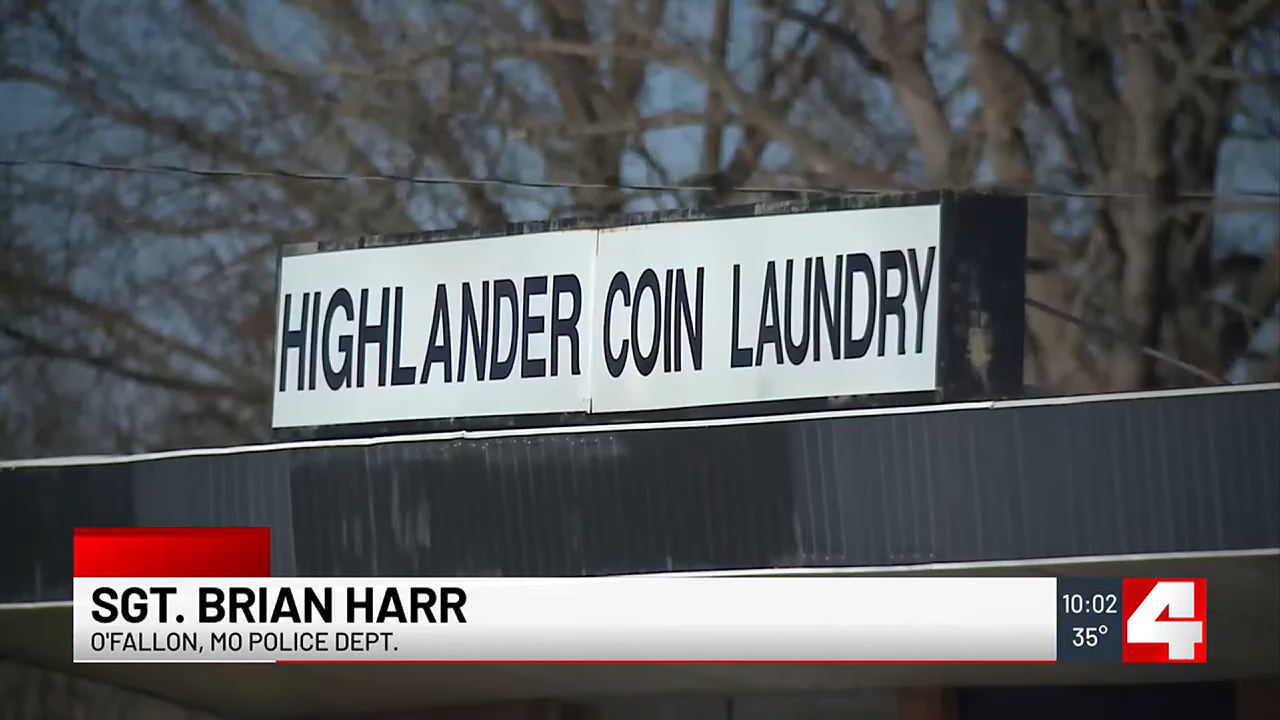 HIGHLANDER COIN LAUNDRY
SGT. BRIAN HARR
O'FALLON, MO POLICE DEPT.
10:02
35°
4